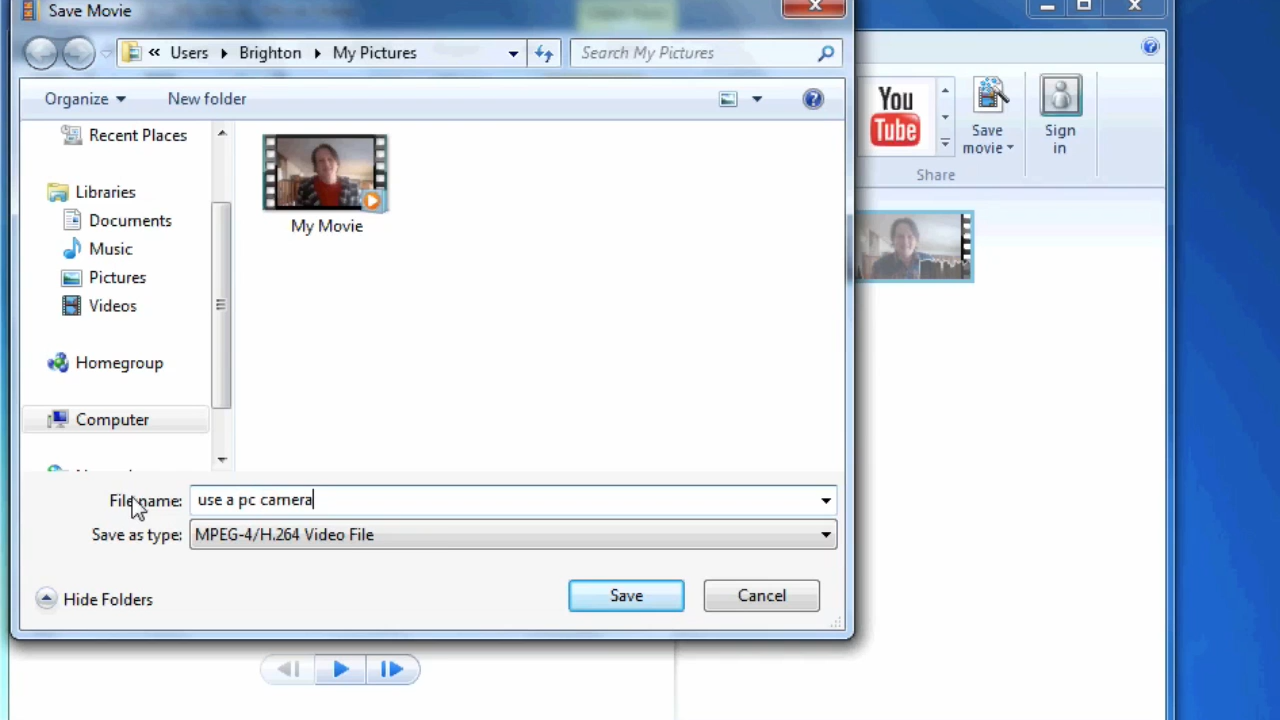 Save Movie
« Users Brighton My Pictures
Search My Pictures
Organize
New folder
Recent Places
Libraries
Documents
Music
Pictures
Videos
Homegroup
Computer
My Movie
File name: use a pc camera
Save as type: MPEG-4/H.264 Video File
Hide Folders
Save
Cancel
You
Tube
Save
movie
Sign
in
Share